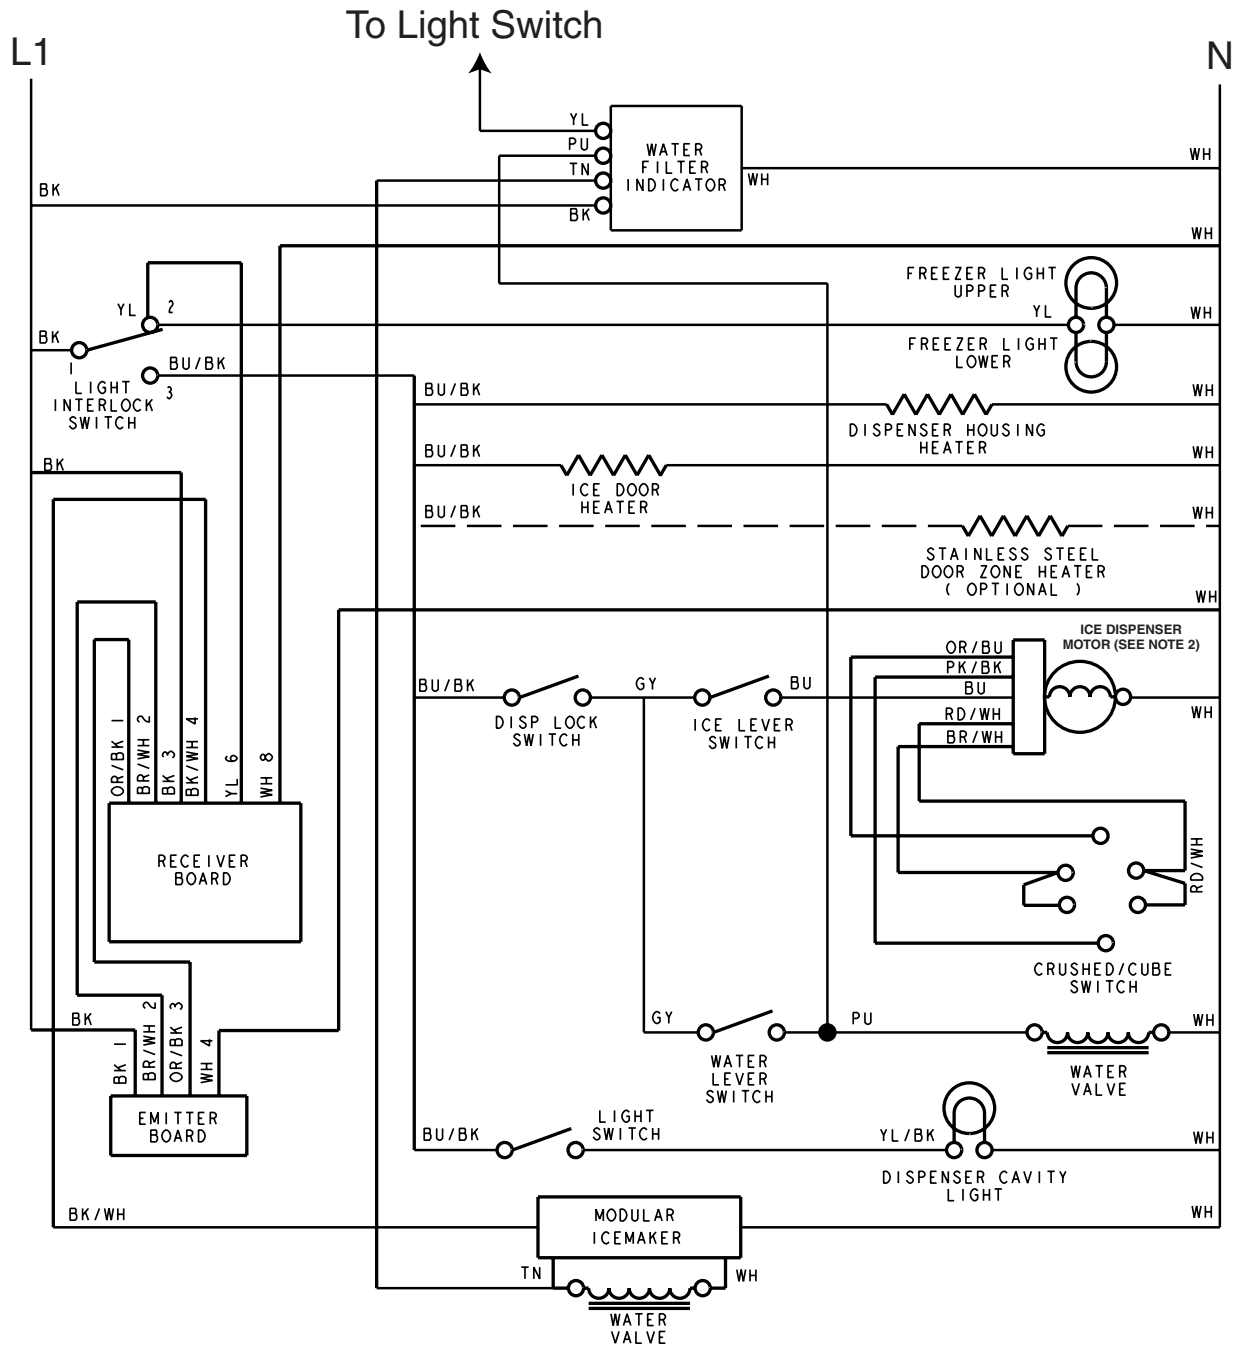 To Light Switch
L1
N
YL
PU
TN
BK
WATER
FILTER
INDICATOR
WH
WH
BK
WH
FREEZER LIGHT
UPPER
YL
2
YL
WH
BK
FREEZER LIGHT
LOWER
1
BU/BK
3
LIGHT
INTERLOCK
SWITCH
BU/BK
WH
DISPENSER HOUSING
HEATER
BU/BK
WH
BK
ICE DOOR
HEATER
BU/BK
WH
STAINLESS STEEL
DOOR ZONE HEATER
( OPTIONAL )
WH
ICE DISPENSER
MOTOR (SEE NOTE 2)
OR/BU
PK/BK
BU
RD/WH
BR/WH
BU/BK
GY
BU
WH
DISP LOCK
SWITCH
ICE LEVER
SWITCH
OR/BK 1
BR/WH 2
BK 3
BK/WH 4
YL 6
WH 8
RECEIVER
BOARD
RD/WH
CRUSHED/CUBE
SWITCH
BK
GY
PU
WH
BK 1
BR/WH 2
OR/BK 3
WH 4
WATER
LEVER
SWITCH
WATER
VALVE
EMITTER
BOARD
BU/BK
LIGHT
SWITCH
YL/BK
WH
DISPENSER CAVITY
LIGHT
BK/WH
MODULAR
ICEMAKER
WH
TN
WH
WATER
VALVE